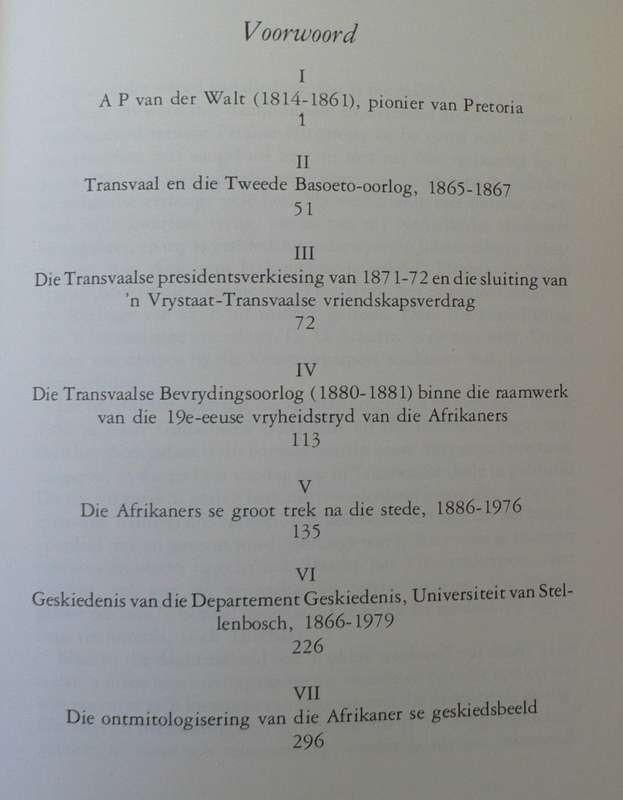 Voorwoord
I
A P van der Walt (1814-1861), pionier van Pretoria
1
II
Transvaal en die Tweede Basoeto-oorlog, 1865-1867
51
III
Die Transvaalse presidentsverkiesing van 1871-72 en die sluiting van
'n Vrystaat-Transvaalse vriendskapsverdrag
72
IV
Die Transvaalse Bevrydingsoorlog (1880-1881) binne die raamwerk
van die 19e-eeuse vryheidstryd van die Afrikaners
113
V
Die Afrikaners se groot trek na die stede, 1886-1976
135
VI
Geskiedenis van die Departement Geskiedenis, Universiteit van Stel-
lenbosch, 1866-1979
226
VII
Die ontmitologisering van die Afrikaner se geskiedsbeeld
296